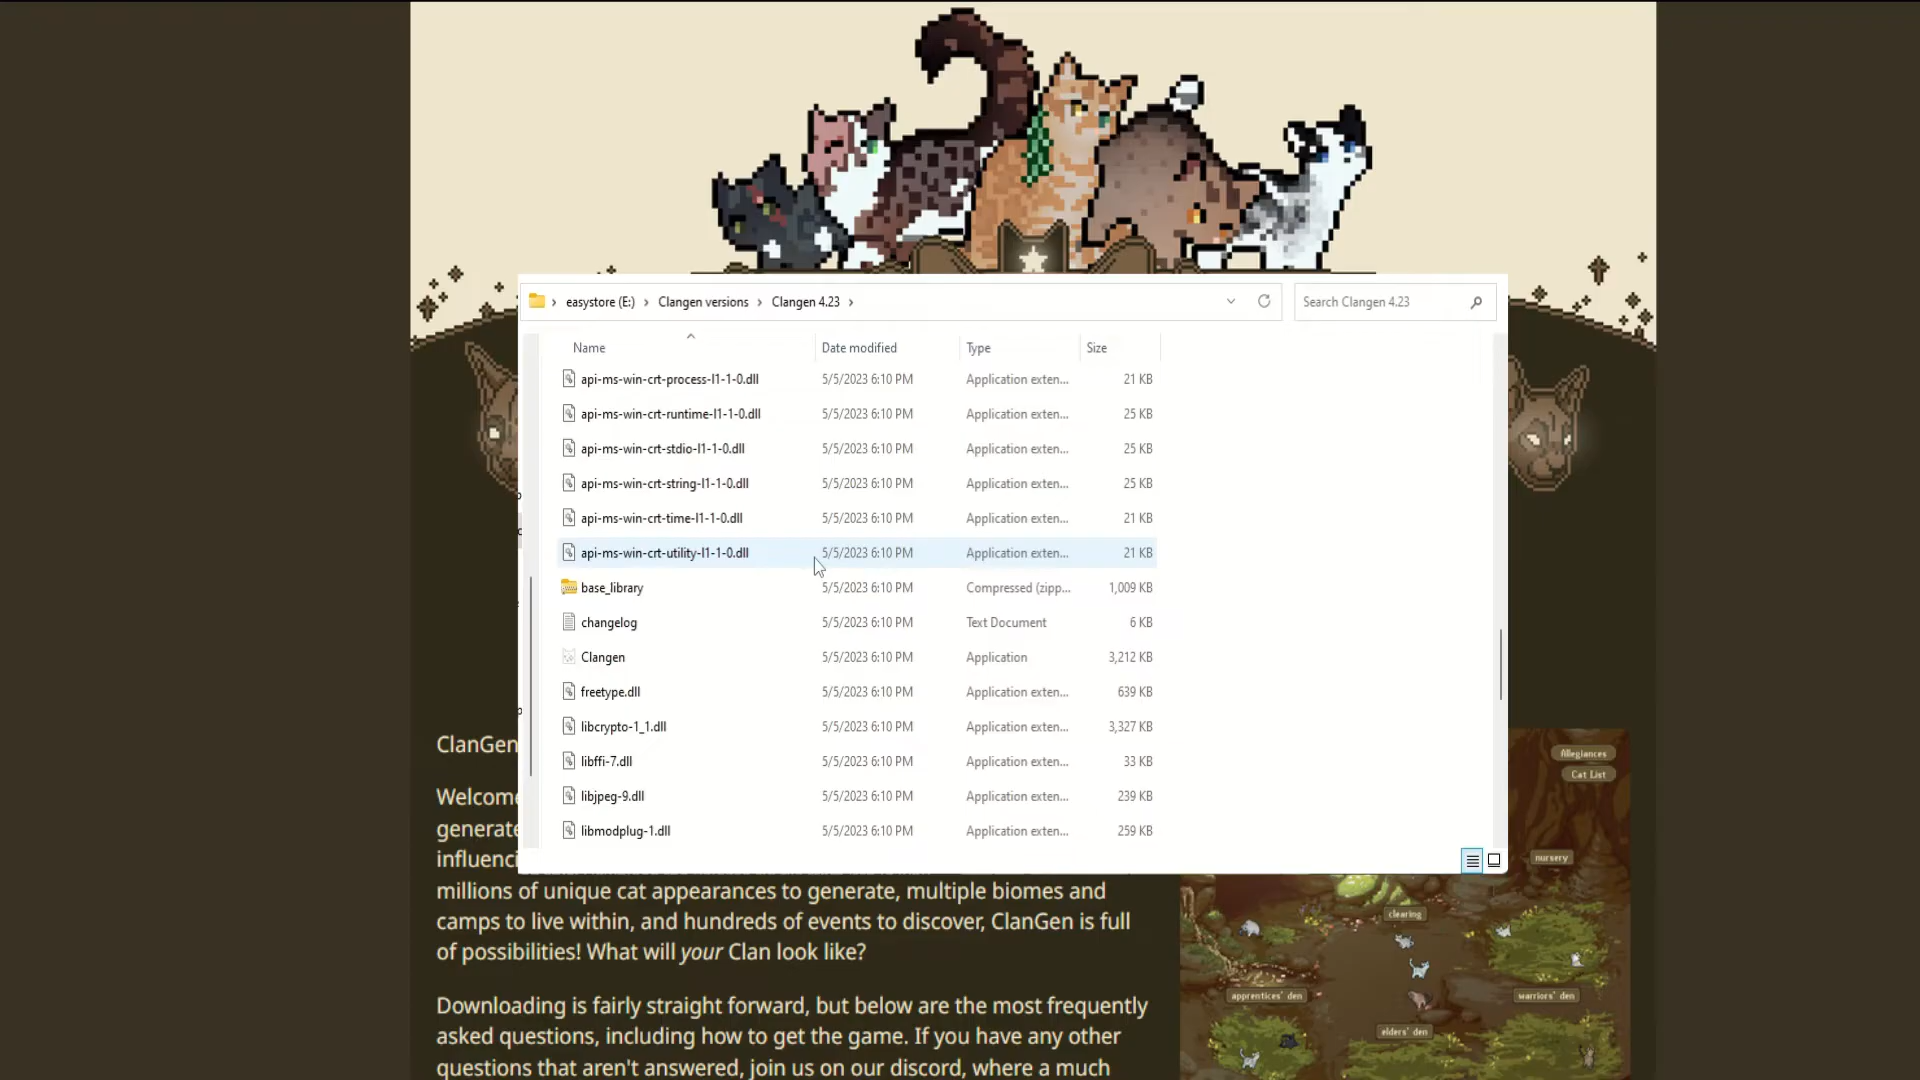 easystore (E:) › Clangen versions › Clangen 4.23 ›
Search Clangen 4.23
Name Date modified Type Size
api-ms-win-crt-process-l1-1-0.dll 5/5/2023 6:10 PM Application exten... 21 KB
api-ms-win-crt-runtime-l1-1-0.dll 5/5/2023 6:10 PM Application exten... 25 KB
api-ms-win-crt-stdio-l1-1-0.dll 5/5/2023 6:10 PM Application exten... 25 KB
api-ms-win-crt-string-l1-1-0.dll 5/5/2023 6:10 PM Application exten... 25 KB
api-ms-win-crt-time-l1-1-0.dll 5/5/2023 6:10 PM Application exten... 21 KB
api-ms-win-crt-utility-l1-1-0.dll 5/5/2023 6:10 PM Application exten... 21 KB
base_library 5/5/2023 6:10 PM Compressed (zipp... 1,009 KB
changelog 5/5/2023 6:10 PM Text Document 6 KB
Clangen 5/5/2023 6:10 PM Application 3,212 KB
freetype.dll 5/5/2023 6:10 PM Application exten... 639 KB
libcrypto-1_1.dll 5/5/2023 6:10 PM Application exten... 3,327 KB
libffi-7.dll 5/5/2023 6:10 PM Application exten... 33 KB
libjpeg-9.dll 5/5/2023 6:10 PM Application exten... 239 KB
libmodplug-1.dll 5/5/2023 6:10 PM Application exten... 259 KB
ClanGen
Welcome
generate
influenci
millions of unique cat appearances to generate, multiple biomes and
camps to live within, and hundreds of events to discover, ClanGen is full
of possibilities! What will your Clan look like?
Downloading is fairly straight forward, but below are the most frequently
asked questions, including how to get the game. If you have any other
questions that aren't answered, join us on our discord, where a much
Allegiances
Cat List
nursery
clearing
apprentices' den
warriors' den
elders' den